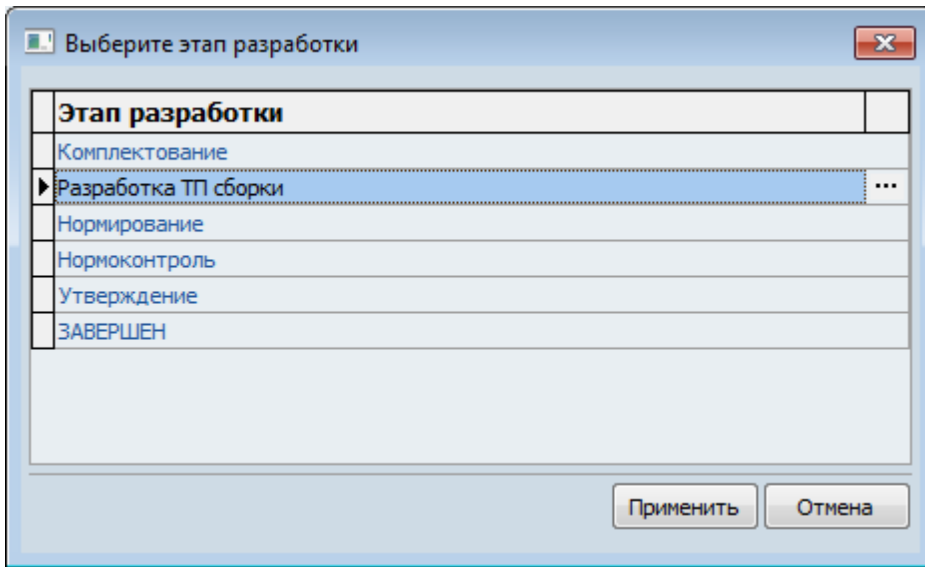 Выберите этап разработки
Этап разработки
Комплектование
Разработка ТП сборки ...
Нормирование
Нормоконтроль
Утверждение
ЗАВЕРШЕН
Применить Отмена